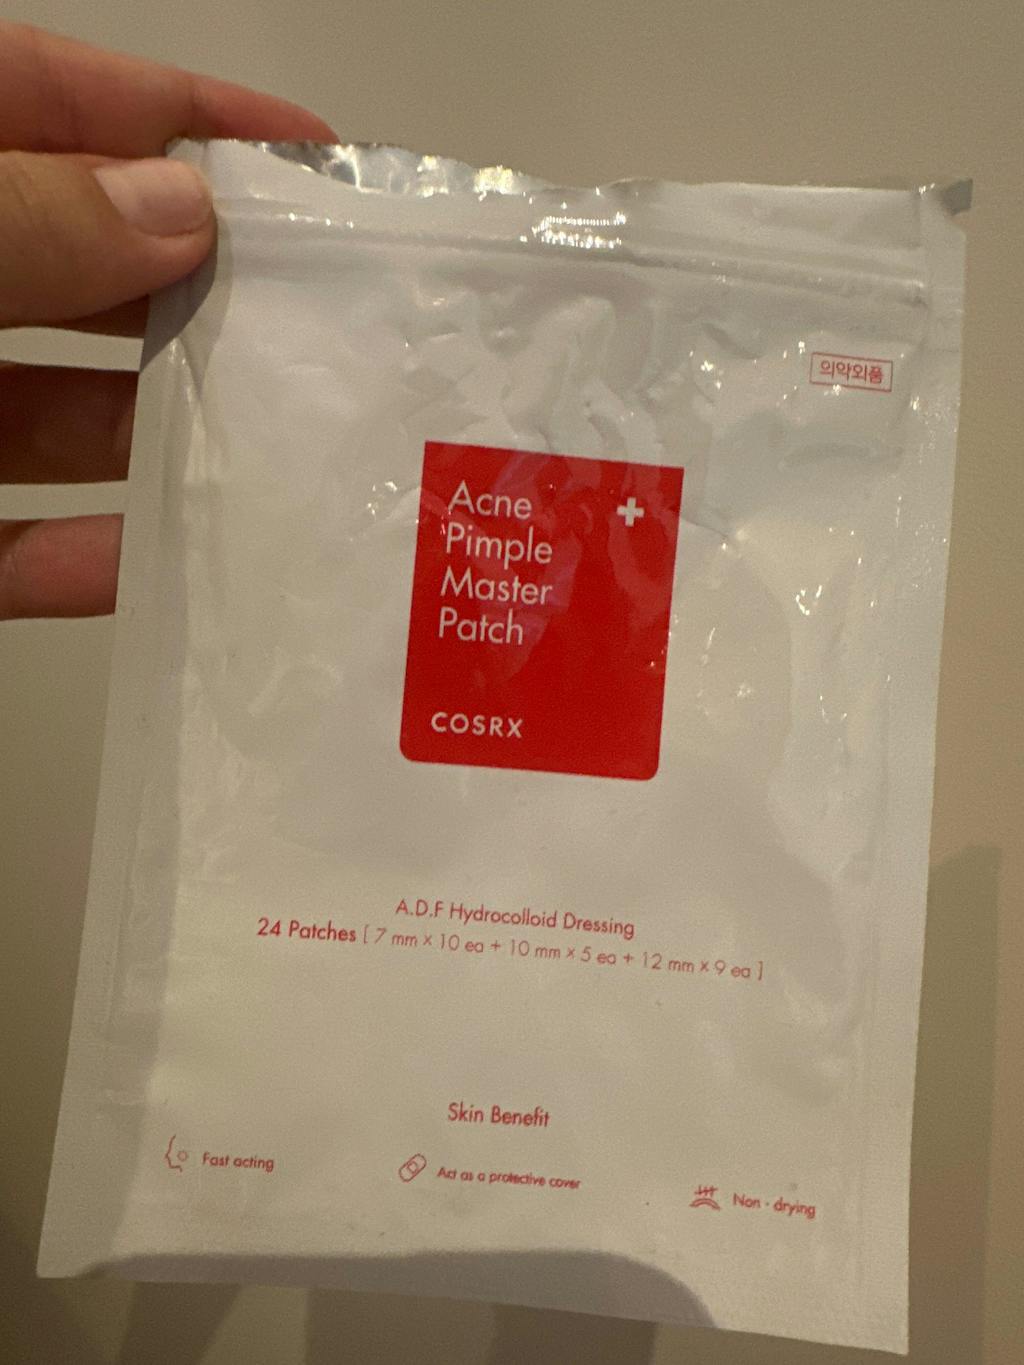 의약외품
Acne
Pimple
Master
Patch
COSRX
A.D.F Hydrocolloid Dressing
24 Patches [ 7 mm × 10 ea + 10 mm × 5 ea + 12 mm × 9 ea ]
Skin Benefit
Fast acting
Act as a protective cover
Non - drying